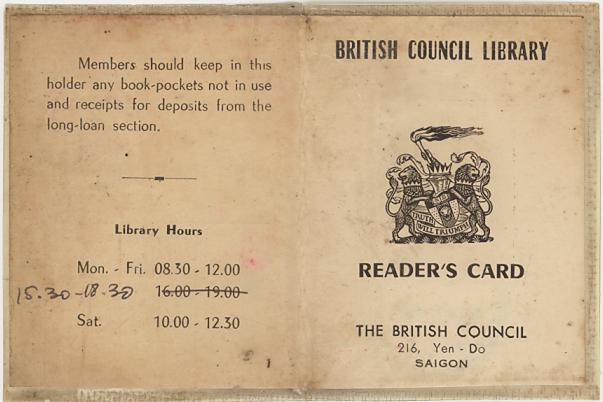 Members should keep in this
holder any book-pockets not in use
and receipts for deposits from the
long-loan section.
Library Hours
Mon. - Fri. 08.30 - 12.00
15.30-18.30 16.00 - 19.00
Sat. 10.00 - 12.30
BRITISH COUNCIL LIBRARY
TRUTH
WILL TRIUMPH
READER'S CARD
THE BRITISH COUNCIL
216, Yen - Do
SAIGON